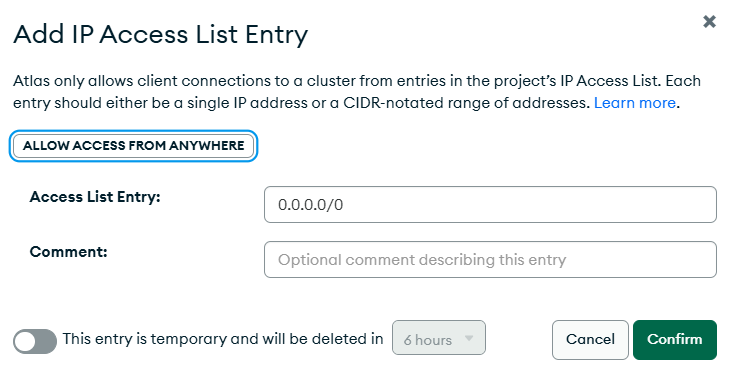 Add IP Access List Entry
Atlas only allows client connections to a cluster from entries in the project's IP Access List. Each
entry should either be a single IP address or a CIDR-notated range of addresses. Learn more.
ALLOW ACCESS FROM ANYWHERE
Access List Entry:
0.0.0.0/0
Comment:
Optional comment describing this entry
This entry is temporary and will be deleted in
6 hours
Cancel
Confirm